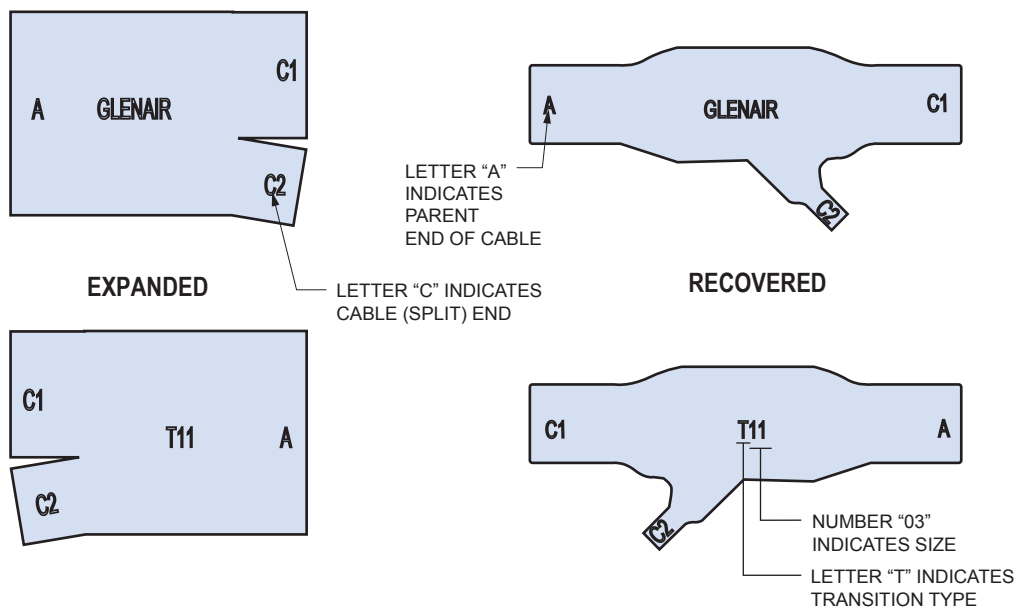 C1
A GLENAIR
C2
A GLENAIR C1
C2
LETTER “A”
INDICATES
PARENT
END OF CABLE
EXPANDED
LETTER “C” INDICATES
CABLE (SPLIT) END
RECOVERED
C1
T11 A
C2
C1 T11 A
C2
NUMBER “03”
INDICATES SIZE
LETTER “T” INDICATES
TRANSITION TYPE